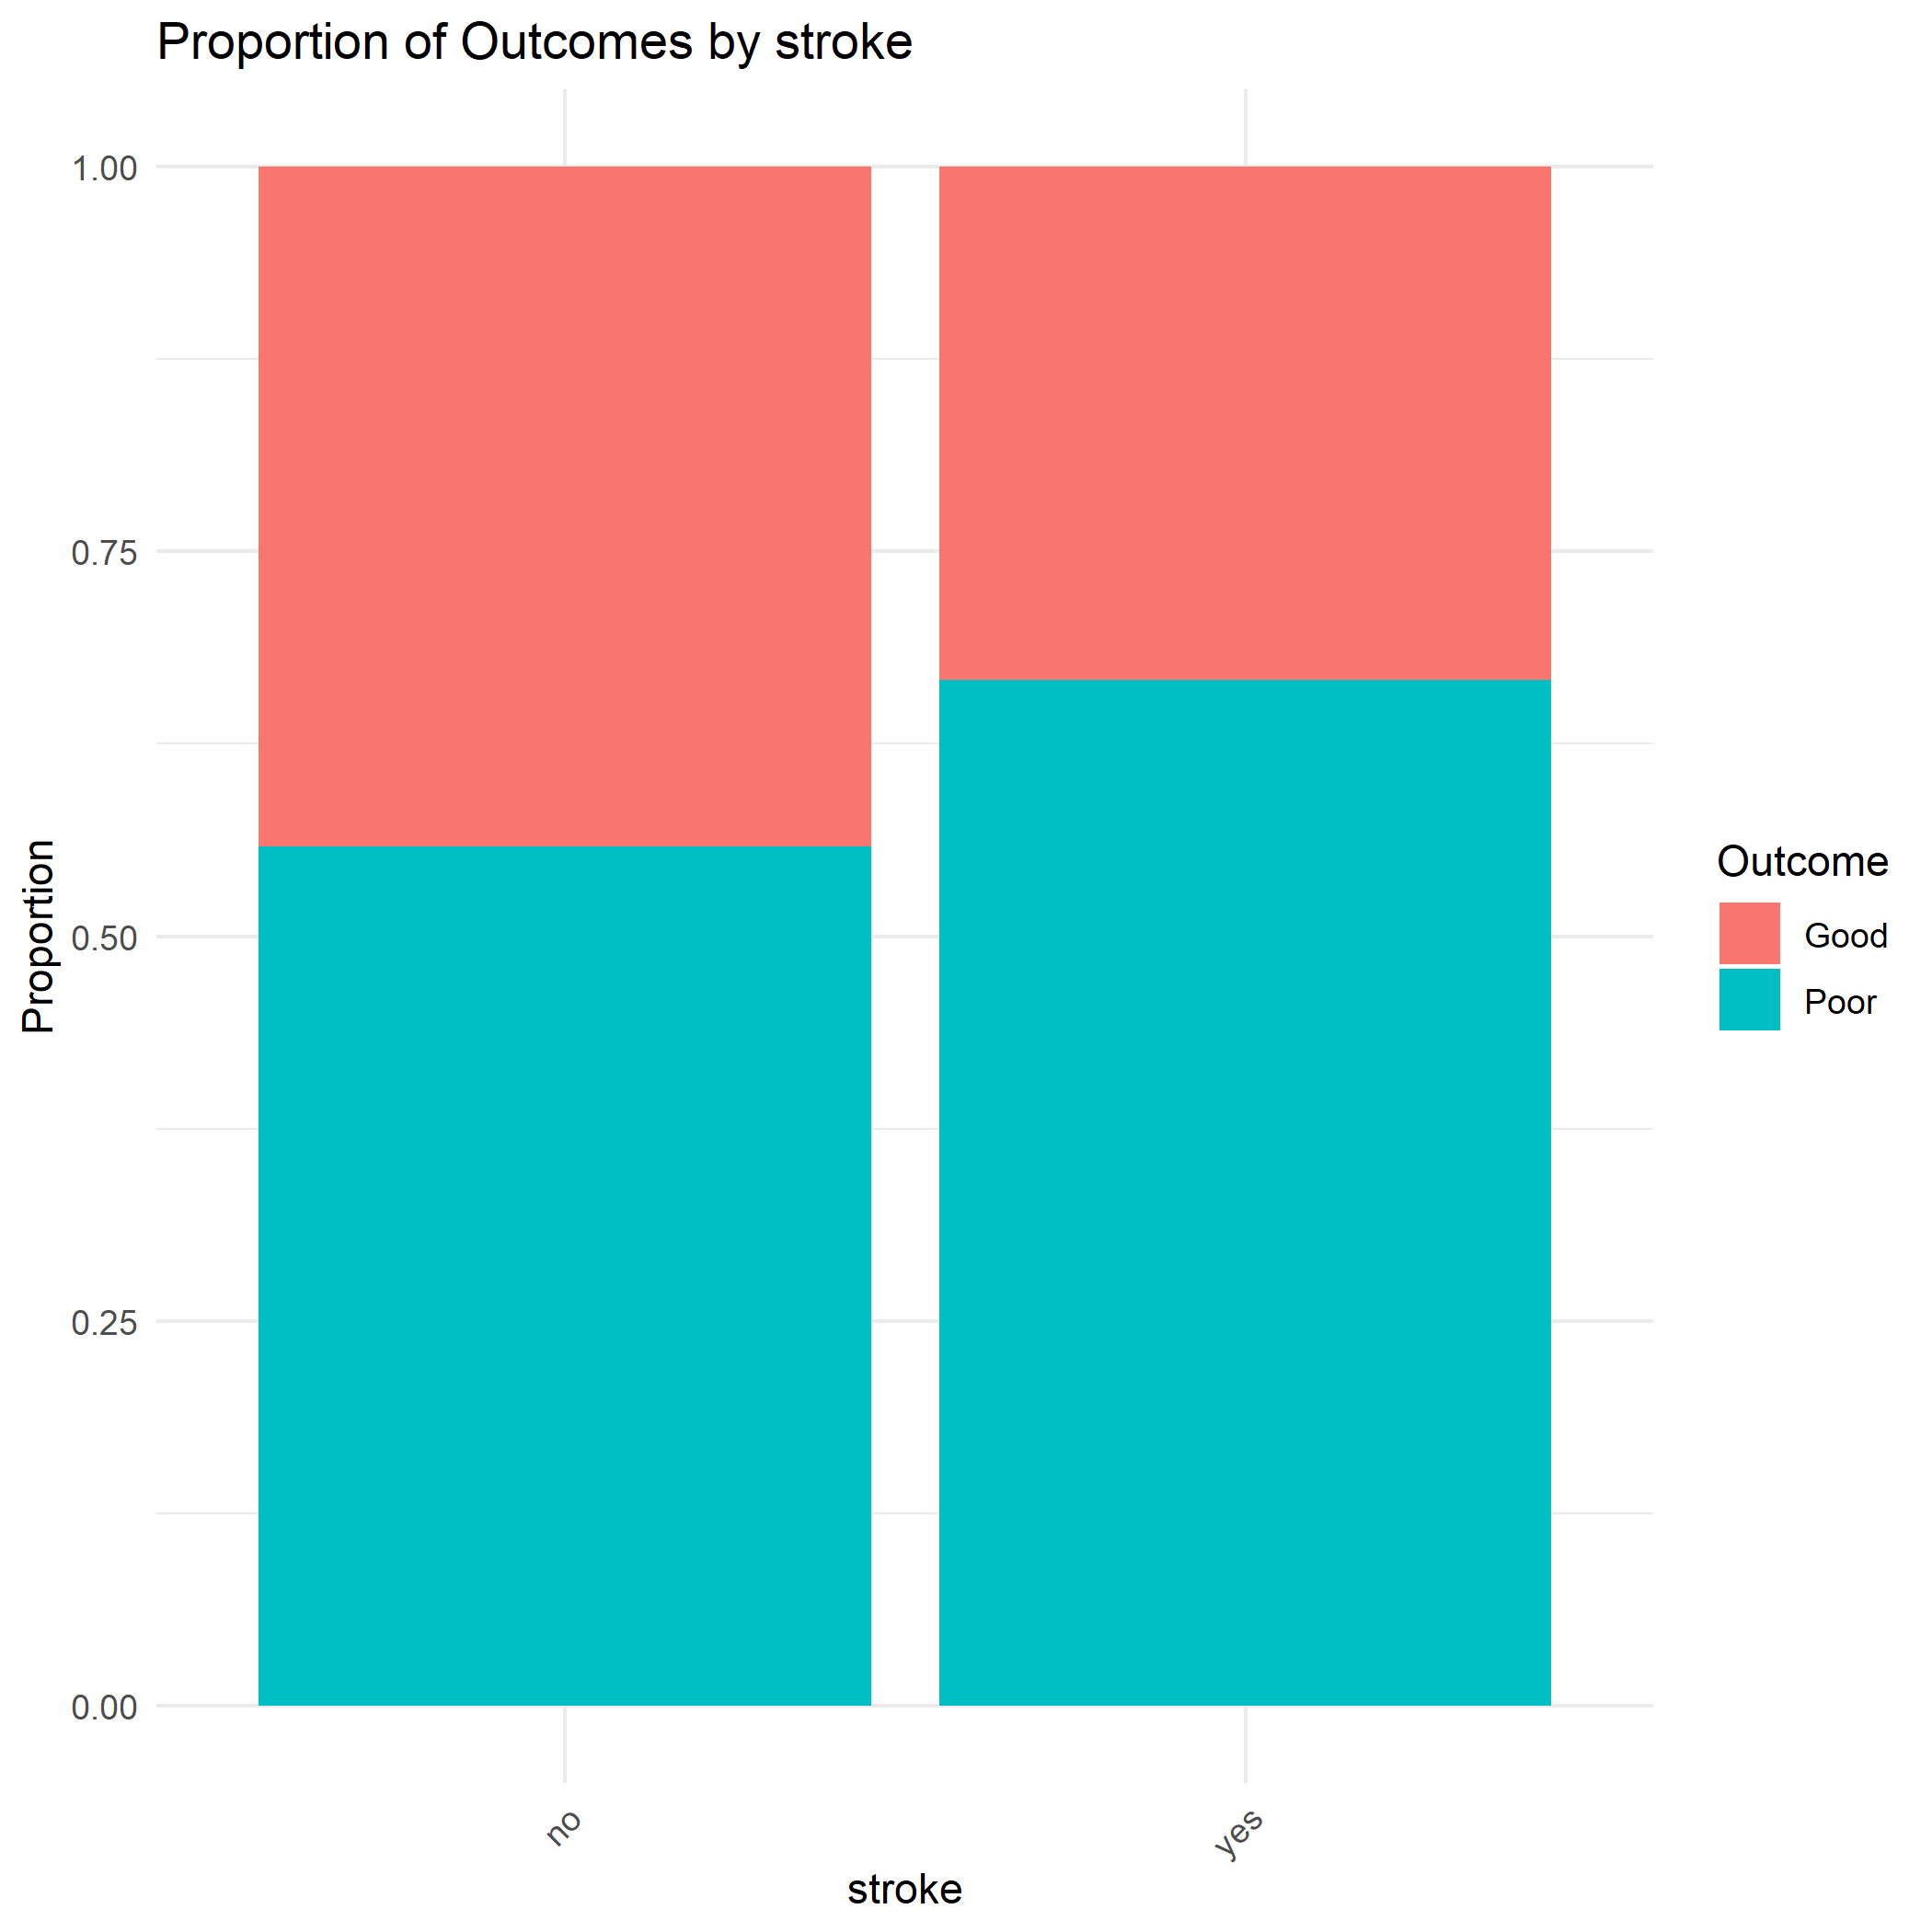 Proportion of Outcomes by stroke
1.00
0.75
0.50
0.25
0.00
Proportion
no
yes
stroke
Outcome
Good
Poor